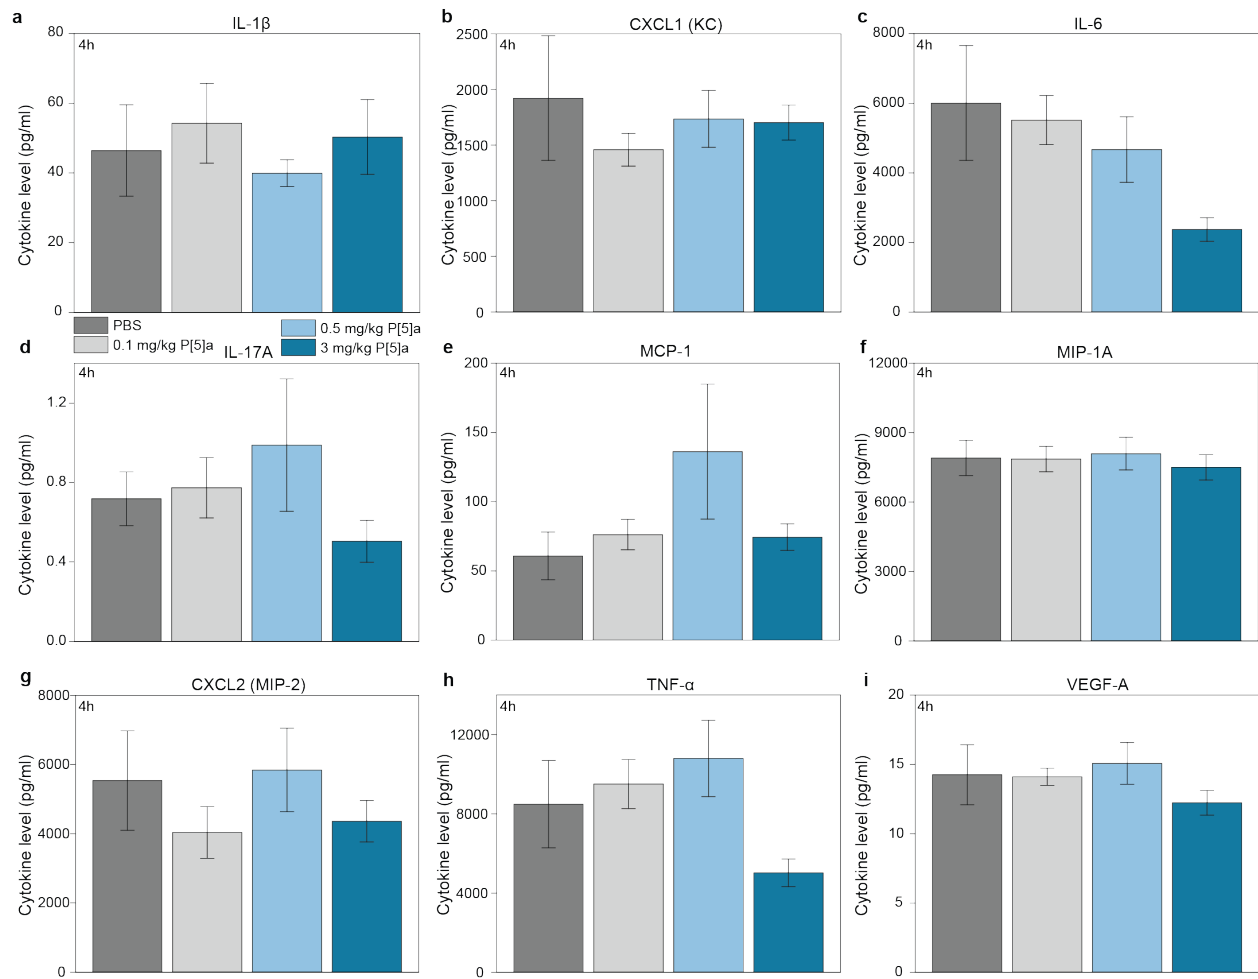 a
IL-1β
4h
Cytokine level (pg/ml)
80
60
40
20
0
b
CXCL1 (KC)
4h
Cytokine level (pg/ml)
2500
2000
1500
1000
500
0
c
IL-6
4h
Cytokine level (pg/ml)
8000
6000
4000
2000
0
PBS
0.1 mg/kg P[5]a
0.5 mg/kg P[5]a
3 mg/kg P[5]a
d
IL-17A
4h
Cytokine level (pg/ml)
1.2
0.8
0.4
0.0
e
MCP-1
4h
Cytokine level (pg/ml)
200
150
100
50
0
f
MIP-1A
4h
Cytokine level (pg/ml)
12000
9000
6000
3000
0
g
CXCL2 (MIP-2)
4h
Cytokine level (pg/ml)
8000
6000
4000
2000
0
h
TNF-α
4h
Cytokine level (pg/ml)
12000
8000
4000
0
i
VEGF-A
4h
Cytokine level (pg/ml)
20
15
10
5
0